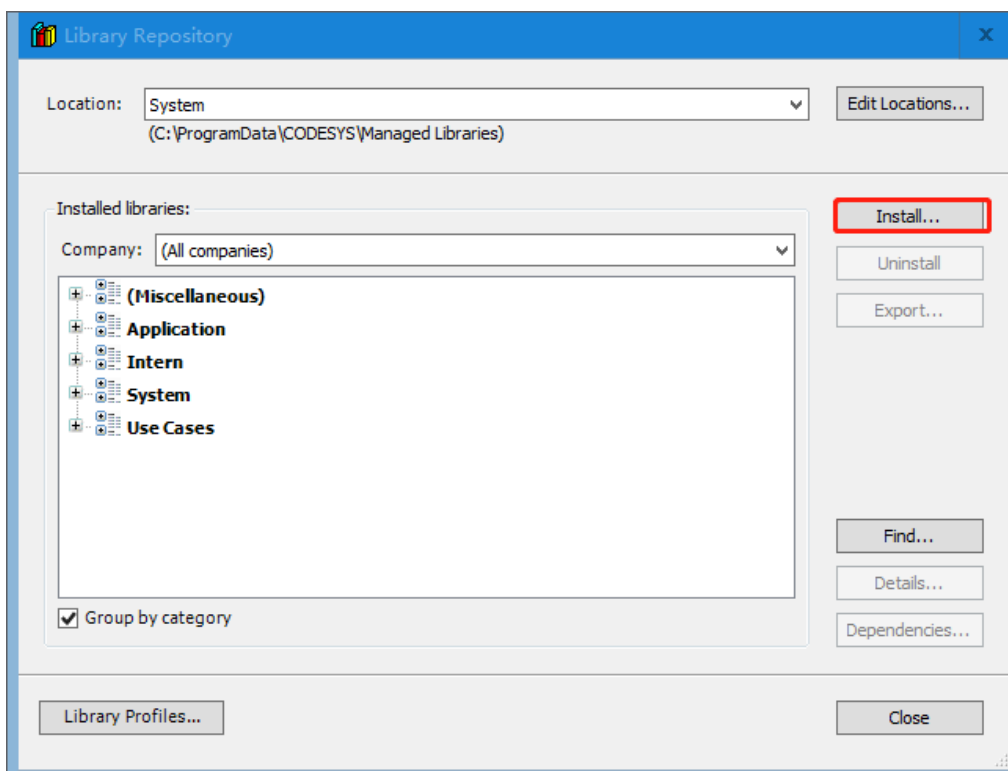 Library Repository
x
Location: System Edit Locations...
(C:\ProgramData\CODESYS\Managed Libraries)
Installed libraries:
Install...
Company: (All companies)
Uninstall
(Miscellaneous)
Export...
Application
Intern
System
Use Cases
Find...
Details...
Group by category
Dependencies...
Library Profiles... Close